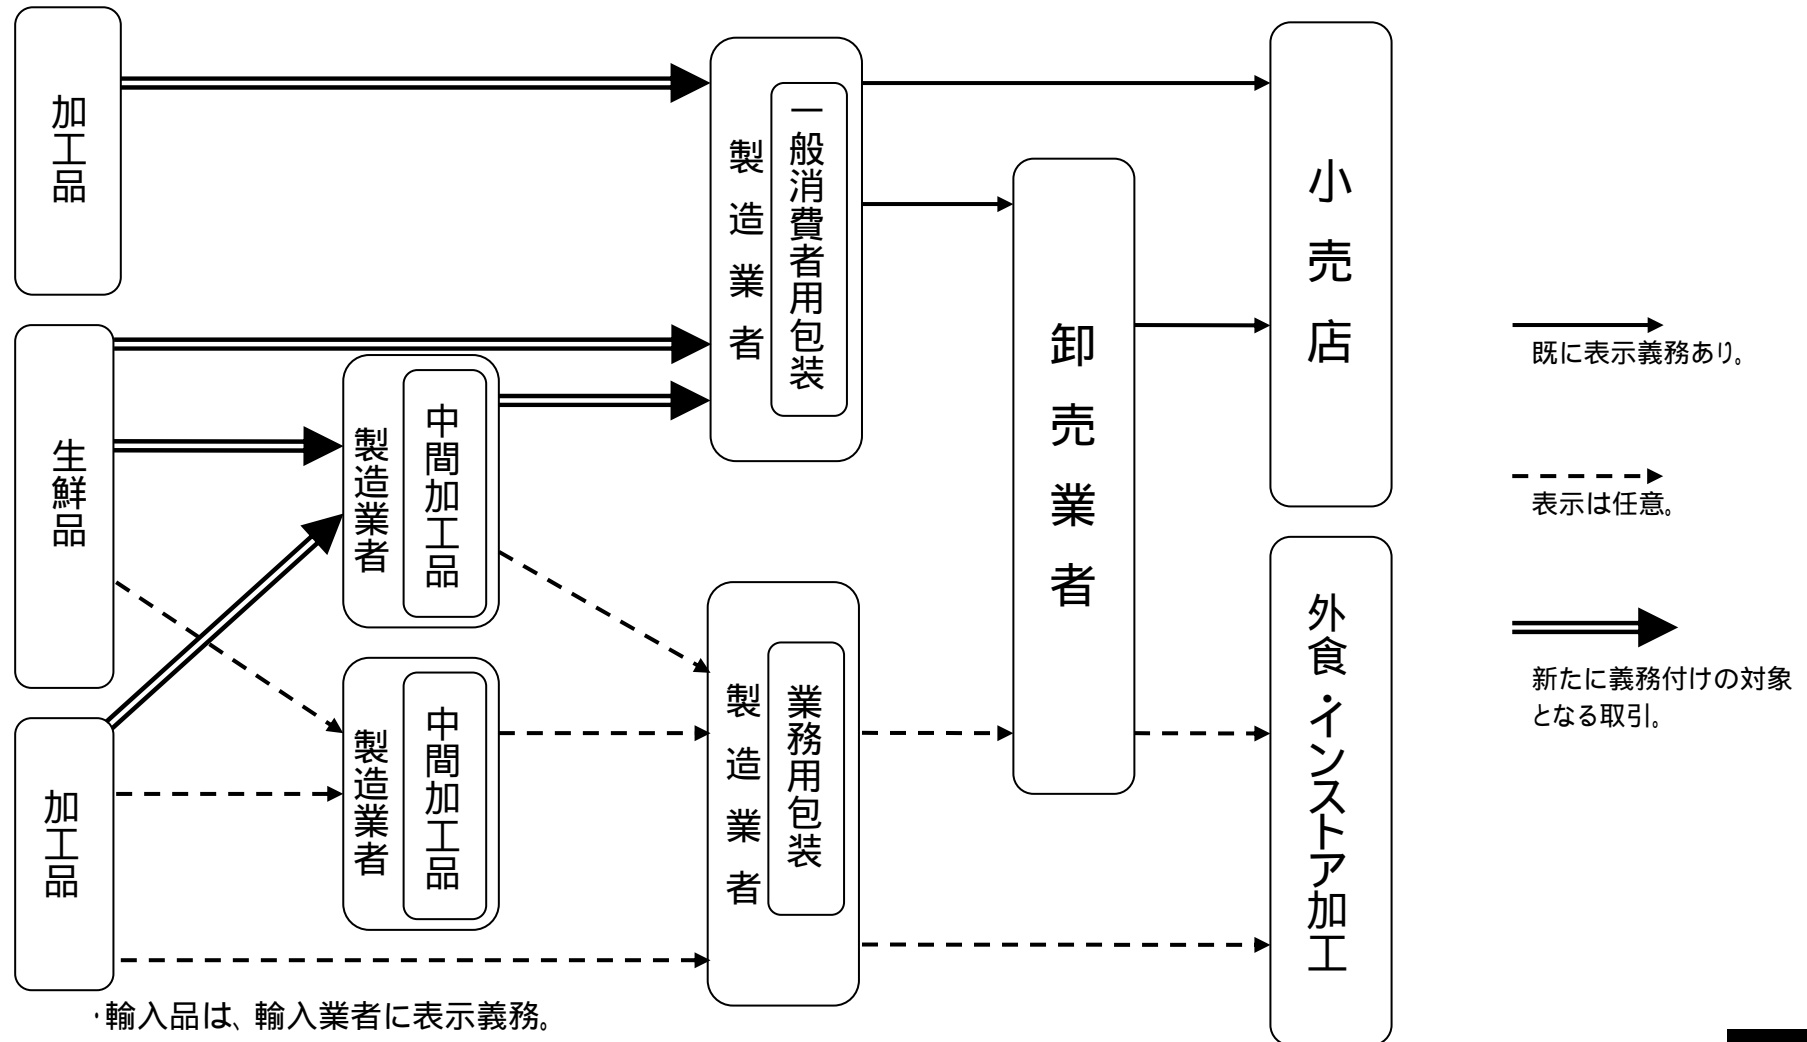 加工品
生鮮品
加工品
製造業者
中間加工品
製造業者
中間加工品
製造業者
一般消費者用包装
製造業者
業務用包装
卸売業者
小売店
外食・インストア加工
既に表示義務あり。
表示は任意。
新たに義務付けの対象
となる取引。
・輸入品は、輸入業者に表示義務。